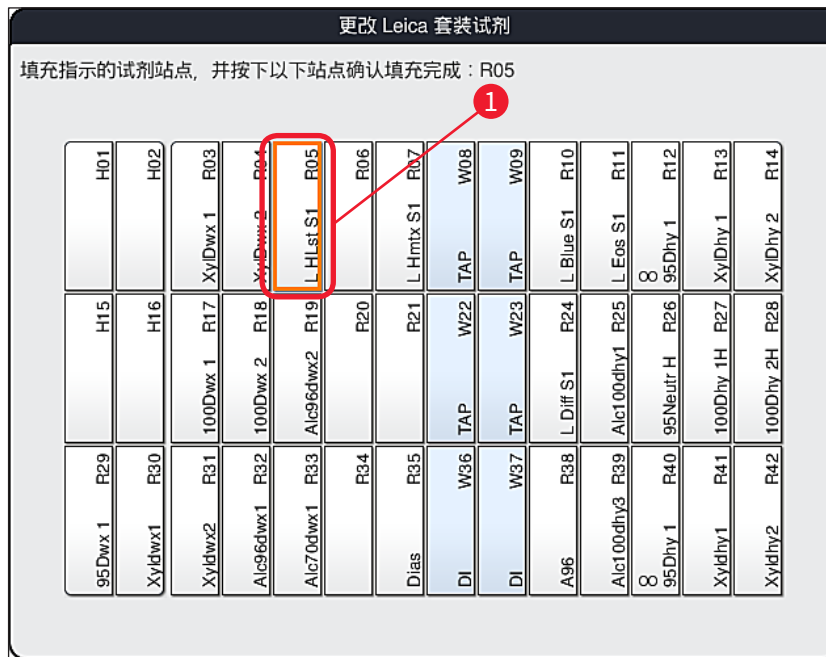 更改 Leica 套装试剂
填充指示的试剂站点，并按下以下站点确认填充完成：R05
1
H01
H02
R03 XylDwx 1
R04 XylDwx 2
R05 L HLst S1
R06
R07 L Hmtx S1
W08 TAP
W09 TAP
R10 L Blue S1
R11 L Eos S1
R12 ∞ 95Dhy 1
R13 XylDhy 1
R14 XylDhy 2
H15
H16
R17 100Dwx 1
R18 100Dwx 2
R19 Alc96dwx2
R20
R21
W22 TAP
W23 TAP
R24 L Diff S1
R25 Alc100dhy1
R26 95Neutr H
R27 100Dhy 1H
R28 100Dhy 2H
R29 95Dwx 1
R30 Xyldwx1
R31 Xyldwx2
R32 Alc96dwx1
R33 Alc70dwx1
R34
R35 Dias
W36 DI
W37 DI
R38 A96
R39 Alc100dhy3
R40 ∞ 95Dhy 1
R41 Xyldhy1
R42 Xyldhy2